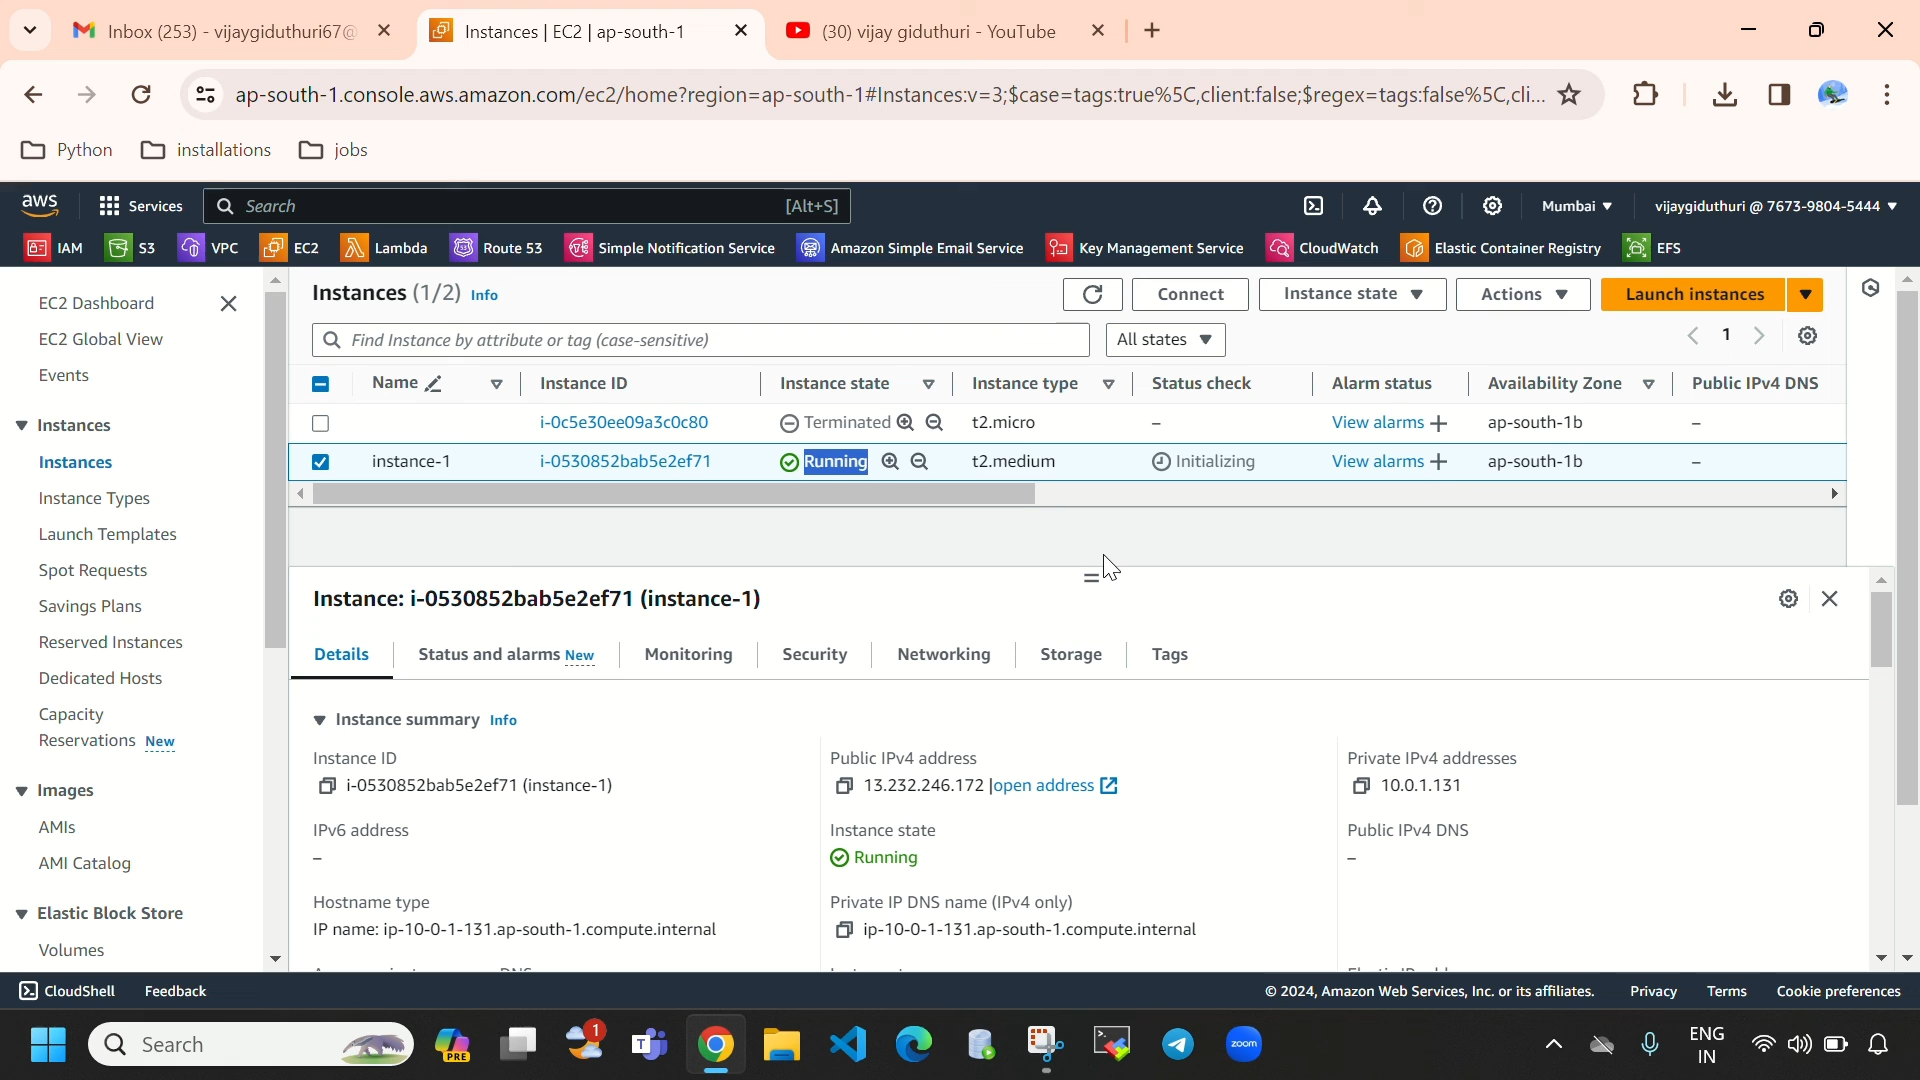 Inbox (253) - vijaygiduthuri67@
Instances | EC2 | ap-south-1
(30) vijay giduthuri - YouTube
ap-south-1.console.aws.amazon.com/ec2/home?region=ap-south-1#Instances:v=3;$case=tags:true%5C,client:false;$regex=tags:false%5C,cli...
Python
installations
jobs
aws
Services
Search
[Alt+S]
Mumbai
vijaygiduthuri @ 7673-9804-5444
IAM
S3
VPC
EC2
Lambda
Route 53
Simple Notification Service
Amazon Simple Email Service
Key Management Service
CloudWatch
Elastic Container Registry
EFS
EC2 Dashboard
EC2 Global View
Events
Instances
Instances
Instance Types
Launch Templates
Spot Requests
Savings Plans
Reserved Instances
Dedicated Hosts
Capacity
Reservations New
Images
AMIs
AMI Catalog
Elastic Block Store
Volumes
Instances (1/2) Info
Connect
Instance state
Actions
Launch instances
Find Instance by attribute or tag (case-sensitive)
All states
1
Name Instance ID Instance state Instance type Status check Alarm status Availability Zone Public IPv4 DNS
i-0c5e30ee09a3c0c80 Terminated t2.micro – View alarms + ap-south-1b –
instance-1 i-0530852bab5e2ef71 Running t2.medium Initializing View alarms + ap-south-1b –
Instance: i-0530852bab5e2ef71 (instance-1)
Details
Status and alarms New
Monitoring
Security
Networking
Storage
Tags
Instance summary Info
Instance ID
i-0530852bab5e2ef71 (instance-1)
Public IPv4 address
13.232.246.172 |open address
Private IPv4 addresses
10.0.1.131
IPv6 address
–
Instance state
Running
Public IPv4 DNS
–
Hostname type
IP name: ip-10-0-1-131.ap-south-1.compute.internal
Private IP DNS name (IPv4 only)
ip-10-0-1-131.ap-south-1.compute.internal
CloudShell
Feedback
© 2024, Amazon Web Services, Inc. or its affiliates.
Privacy
Terms
Cookie preferences
Search
PRE
1
T
zoom
ENG
IN